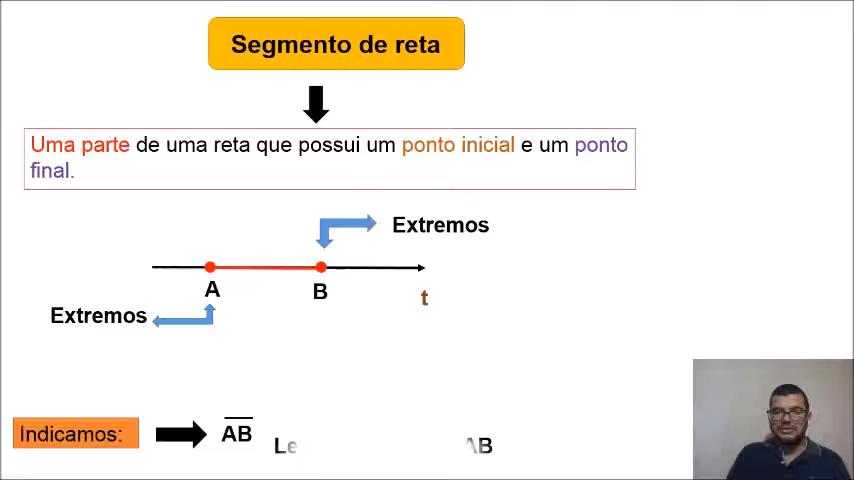 Segmento de reta
Uma parte de uma reta que possui um ponto inicial e um ponto
final.
Extremos
A
B
t
Extremos
Indicamos:
AB
AB